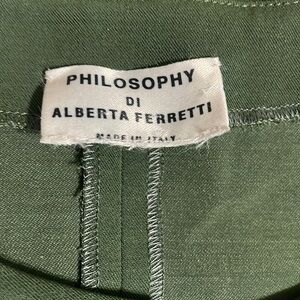 PHILOSOPHY
DI
ALBERTA FERRETTI
MADE IN ITALY